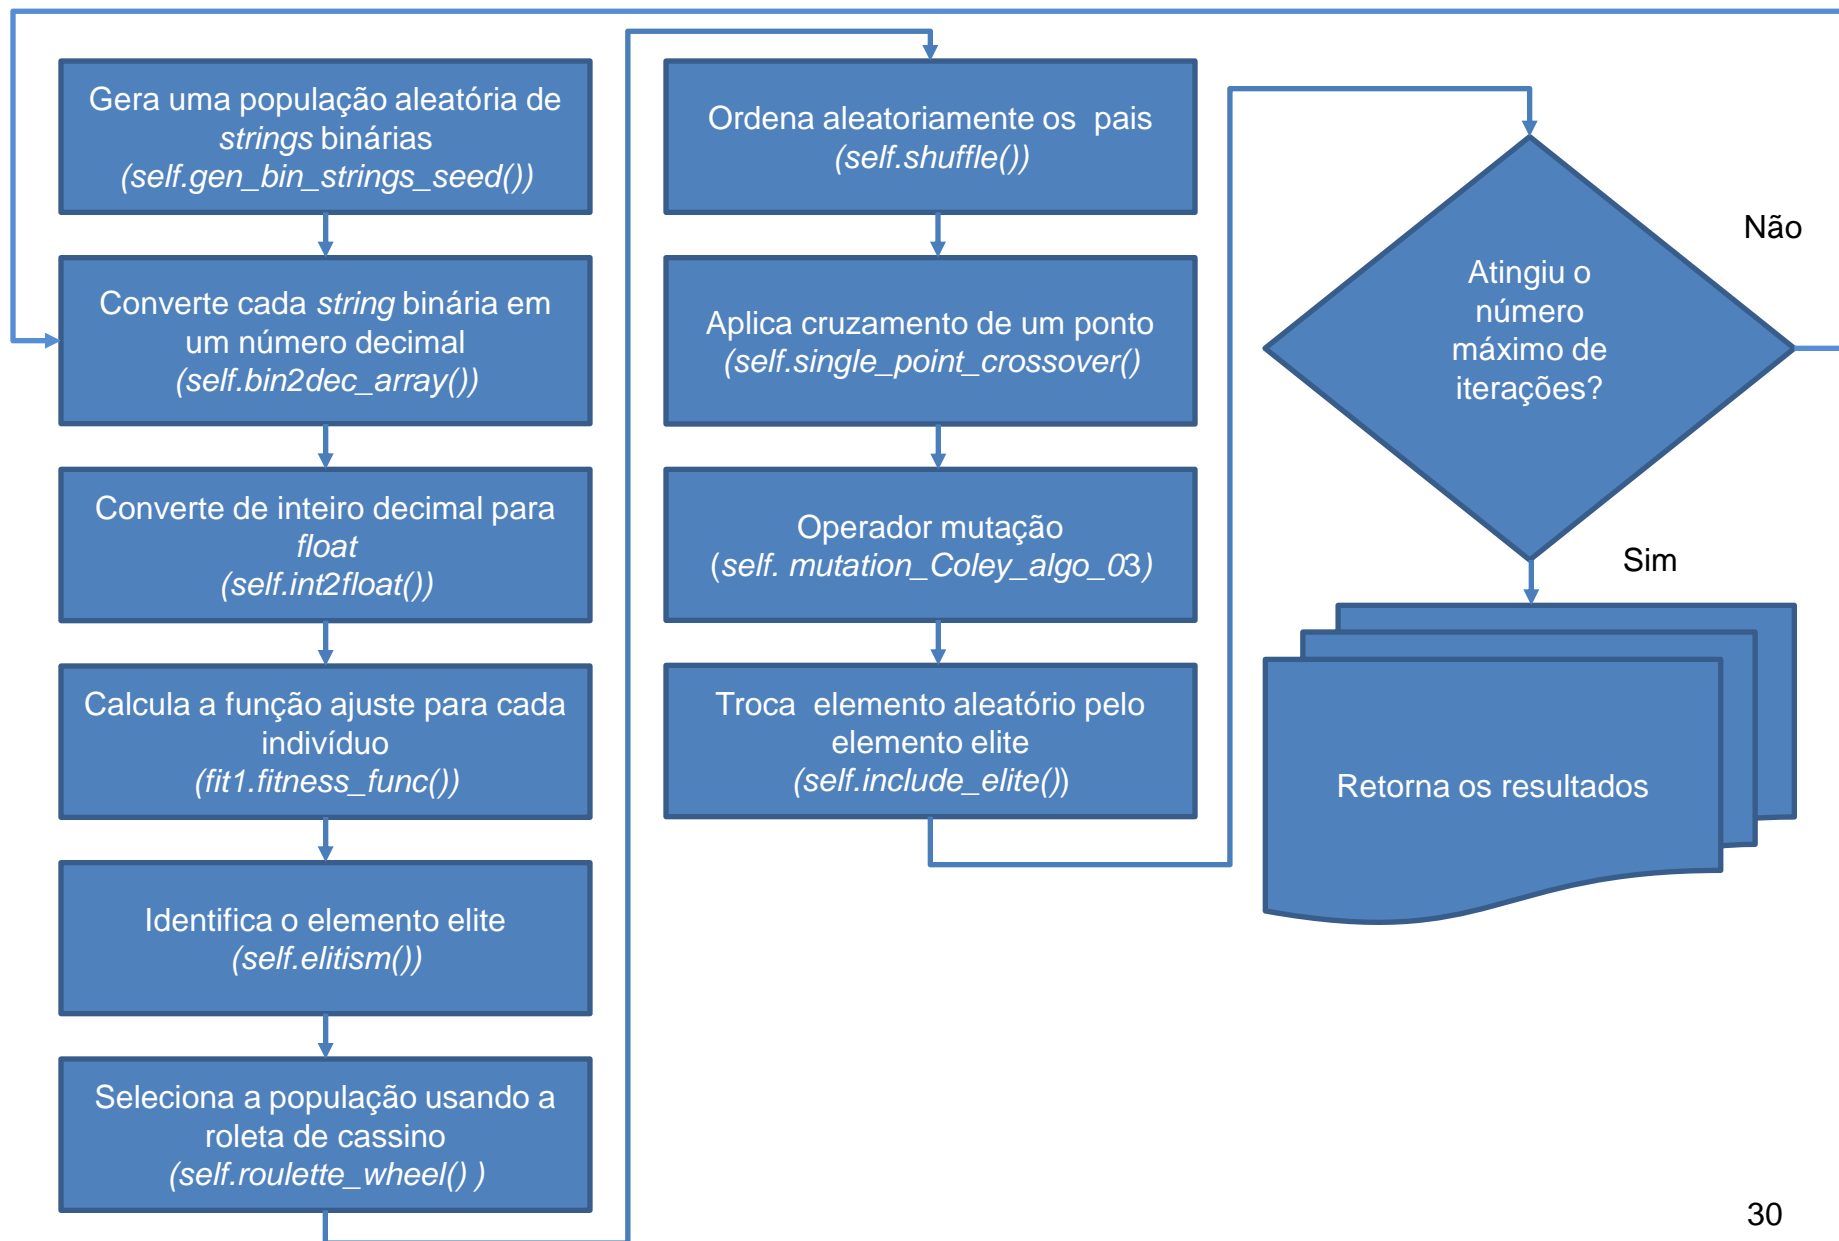 Gera uma população aleatória de
strings binárias
(self.gen_bin_strings_seed())
Converte cada string binária em
um número decimal
(self.bin2dec_array())
Converte de inteiro decimal para
float
(self.int2float())
Calcula a função ajuste para cada
indivíduo
(fit1.fitness_func())
Identifica o elemento elite
(self.elitism())
Seleciona a população usando a
roleta de cassino
(self.roulette_wheel() )
Ordena aleatoriamente os  pais
(self.shuffle())
Aplica cruzamento de um ponto
(self.single_point_crossover()
Operador mutação
(self. mutation_Coley_algo_03)
Troca  elemento aleatório pelo
elemento elite
(self.include_elite())
Atingiu o
número
máximo de
iterações?
Não
Sim
Retorna os resultados
30